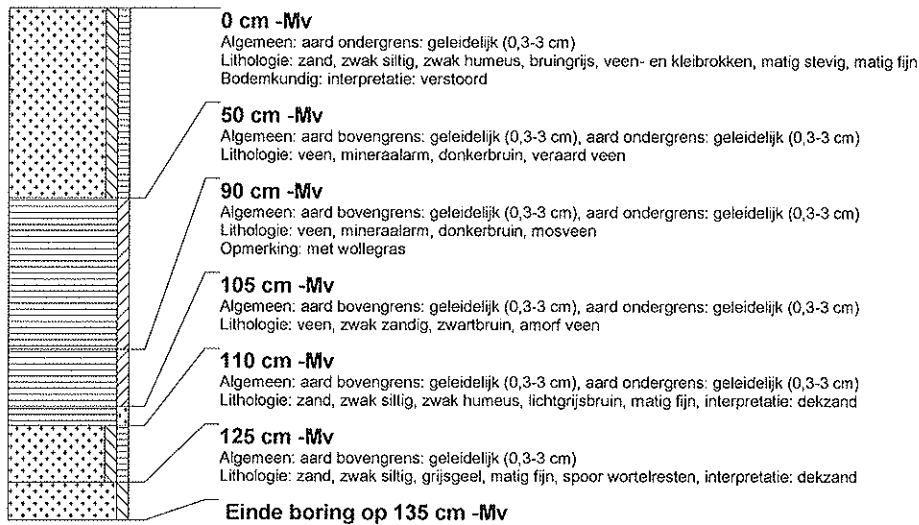 0 cm -Mv
Algemeen: aard ondergrens: geleidelijk (0,3-3 cm)
Lithologie: zand, zwak siltig, zwak humeus, bruingrijs, veen- en kleibrokken, matig stevig, matig fijn
Bodemkundig: interpretatie: verstoord
50 cm -Mv
Algemeen: aard bovengrens: geleidelijk (0,3-3 cm), aard ondergrens: geleidelijk (0,3-3 cm)
Lithologie: veen, mineraalarm, donkerbruin, veraard veen
90 cm -Mv
Algemeen: aard bovengrens: geleidelijk (0,3-3 cm), aard ondergrens: geleidelijk (0,3-3 cm)
Lithologie: veen, mineraalarm, donkerbruin, mosveen
Opmerking: met wollegras
105 cm -Mv
Algemeen: aard bovengrens: geleidelijk (0,3-3 cm), aard ondergrens: geleidelijk (0,3-3 cm)
Lithologie: veen, zwak zandig, zwartbruin, amorf veen
110 cm -Mv
Algemeen: aard bovengrens: geleidelijk (0,3-3 cm), aard ondergrens: geleidelijk (0,3-3 cm)
Lithologie: zand, zwak siltig, zwak humeus, lichtgrijsbruin, matig fijn, interpretatie: dekzand
125 cm -Mv
Algemeen: aard bovengrens: geleidelijk (0,3-3 cm)
Lithologie: zand, zwak siltig, grijsgeel, matig fijn, spoor wortelresten, interpretatie: dekzand
Einde boring op 135 cm -Mv